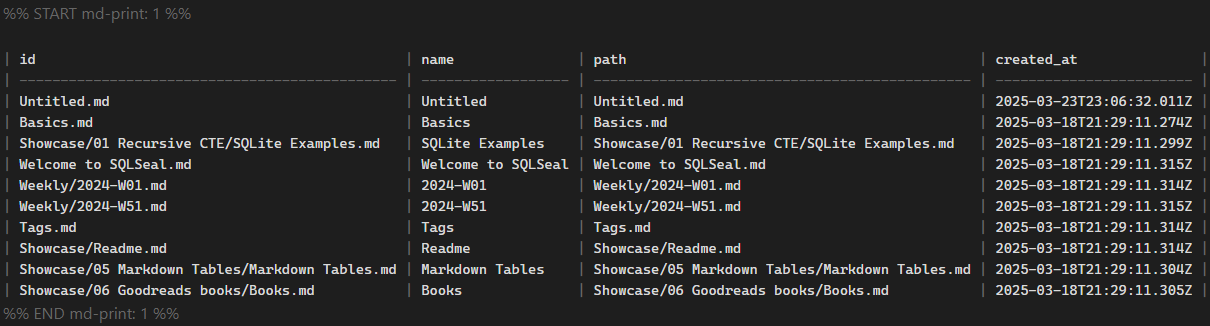 %% START md-print: 1 %%
| id | name | path | created_at |
| ---------------------------------------------- | ------------------ | ---------------------------------------------- | ------------------------ |
| Untitled.md | Untitled | Untitled.md | 2025-03-23T23:06:32.011Z |
| Basics.md | Basics | Basics.md | 2025-03-18T21:29:11.274Z |
| Showcase/01 Recursive CTE/SQLite Examples.md | SQLite Examples | Showcase/01 Recursive CTE/SQLite Examples.md | 2025-03-18T21:29:11.299Z |
| Welcome to SQLSeal.md | Welcome to SQLSeal | Welcome to SQLSeal.md | 2025-03-18T21:29:11.315Z |
| Weekly/2024-W01.md | 2024-W01 | Weekly/2024-W01.md | 2025-03-18T21:29:11.314Z |
| Weekly/2024-W51.md | 2024-W51 | Weekly/2024-W51.md | 2025-03-18T21:29:11.315Z |
| Tags.md | Tags | Tags.md | 2025-03-18T21:29:11.314Z |
| Showcase/Readme.md | Readme | Showcase/Readme.md | 2025-03-18T21:29:11.314Z |
| Showcase/05 Markdown Tables/Markdown Tables.md | Markdown Tables | Showcase/05 Markdown Tables/Markdown Tables.md | 2025-03-18T21:29:11.304Z |
| Showcase/06 Goodreads books/Books.md | Books | Showcase/06 Goodreads books/Books.md | 2025-03-18T21:29:11.305Z |
%% END md-print: 1 %%